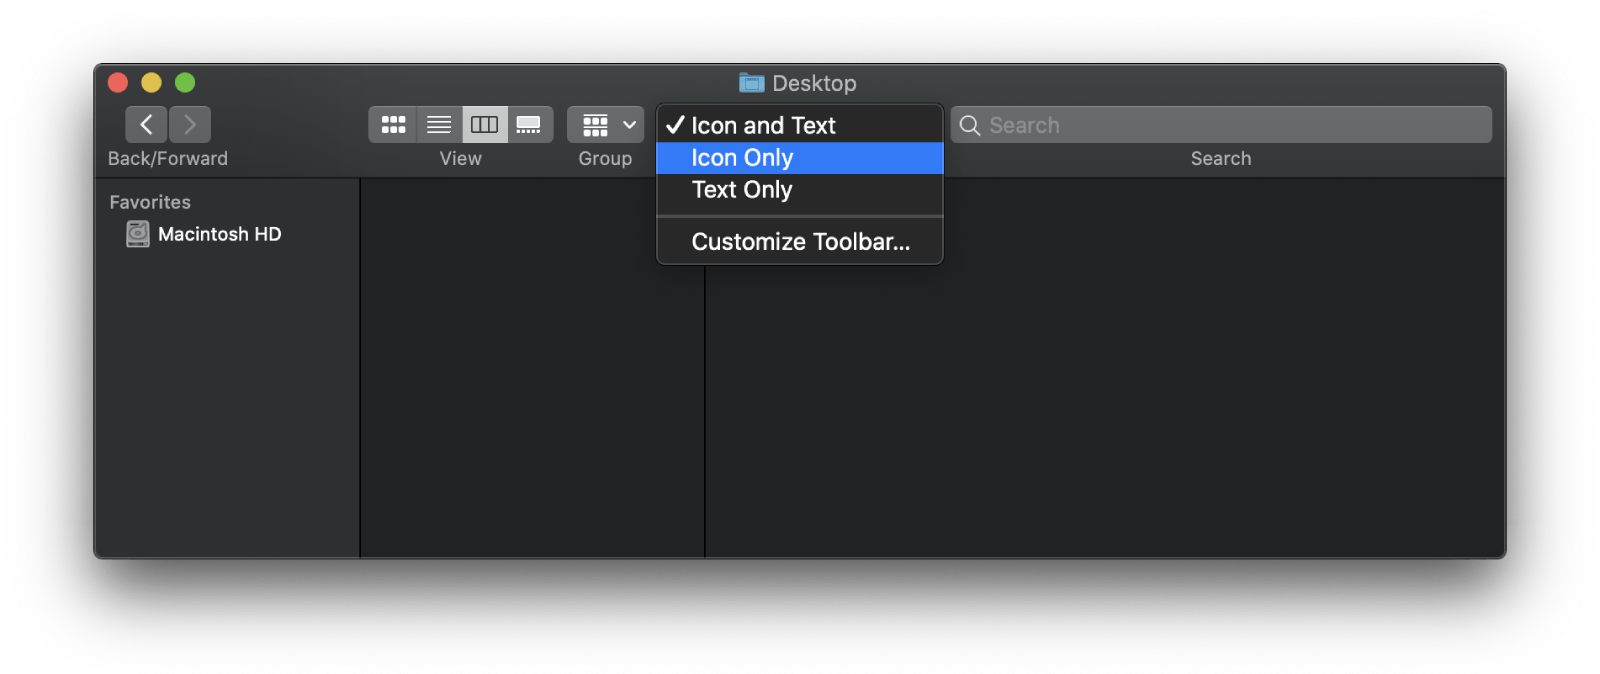 Desktop
Icon and Text
Search
Back/Forward
View
Group
Icon Only
Search
Favorites
Text Only
Macintosh HD
Customize Toolbar...